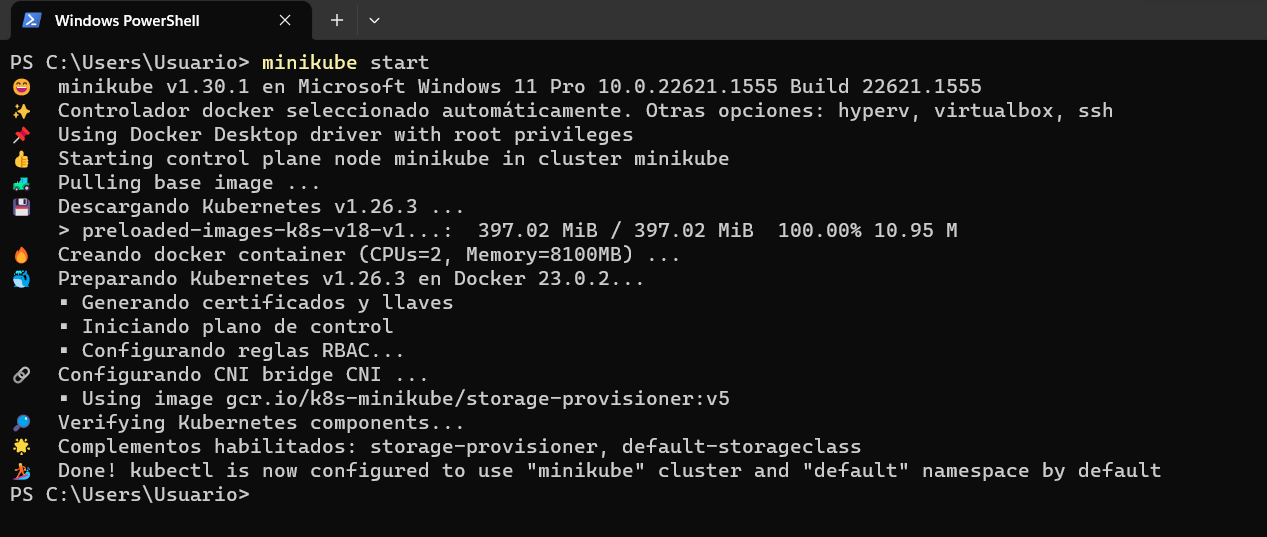 Windows PowerShell
PS C:\Users\Usuario> minikube start
😄 minikube v1.30.1 en Microsoft Windows 11 Pro 10.0.22621.1555 Build 22621.1555
✨ Controlador docker seleccionado automáticamente. Otras opciones: hyperv, virtualbox, ssh
📌 Using Docker Desktop driver with root privileges
👍 Starting control plane node minikube in cluster minikube
🚜 Pulling base image ...
💾 Descargando Kubernetes v1.26.3 ...
> preloaded-images-k8s-v18-v1...: 397.02 MiB / 397.02 MiB 100.00% 10.95 M
🔥 Creando docker container (CPUs=2, Memory=8100MB) ...
🐳 Preparando Kubernetes v1.26.3 en Docker 23.0.2...
▪ Generando certificados y llaves
▪ Iniciando plano de control
▪ Configurando reglas RBAC...
🔗 Configurando CNI bridge CNI ...
▪ Using image gcr.io/k8s-minikube/storage-provisioner:v5
🔎 Verifying Kubernetes components...
🌟 Complementos habilitados: storage-provisioner, default-storageclass
🏄 Done! kubectl is now configured to use "minikube" cluster and "default" namespace by default
PS C:\Users\Usuario>